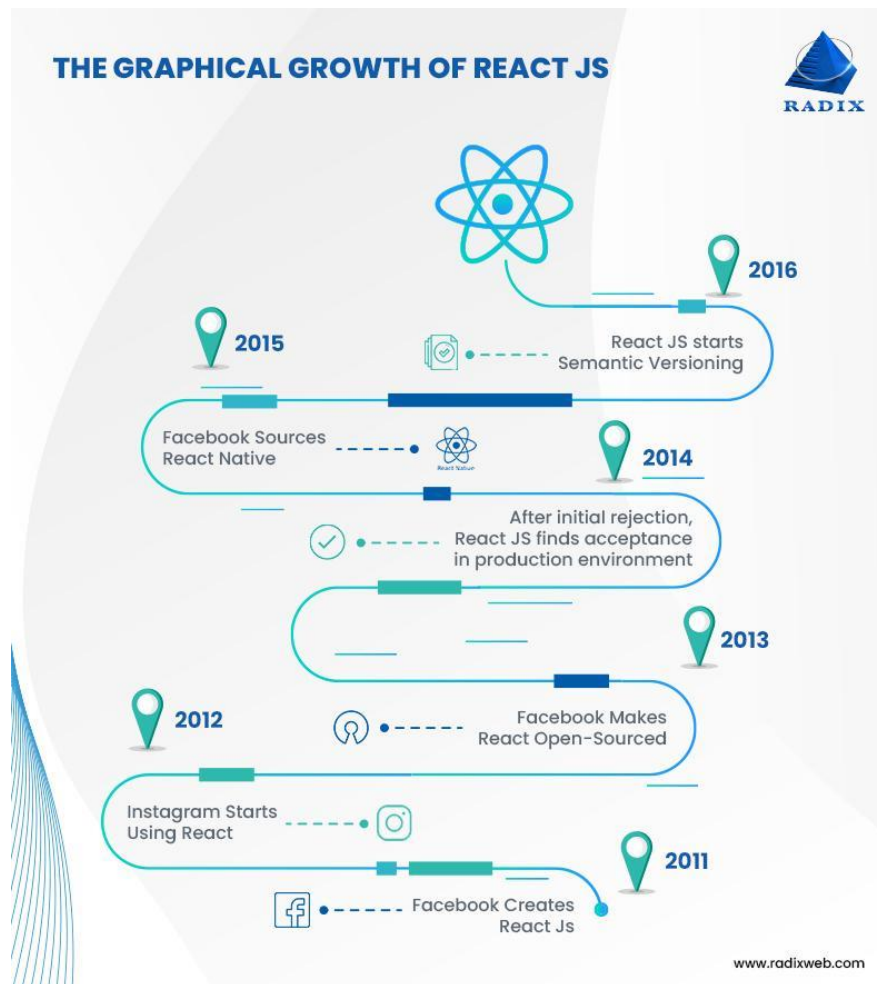 THE GRAPHICAL GROWTH OF REACT JS
RADIX
2016
React JS starts
Semantic Versioning
2015
Facebook Sources
React Native
React Native
2014
After initial rejection,
React JS finds acceptance
in production environment
2013
Facebook Makes
React Open-Sourced
2012
Instagram Starts
Using React
2011
Facebook Creates
React Js
www.radixweb.com